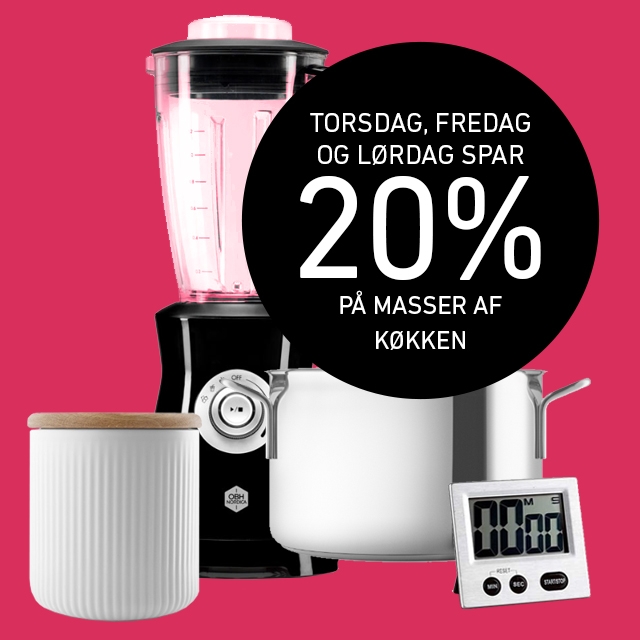 TORSDAG, FREDAG
OG LØRDAG SPAR
20%
PÅ MASSER AF
KØKKEN
OFF
OBH
NORDICA
M S
00 00
RESET
MIN SEC START/STOP